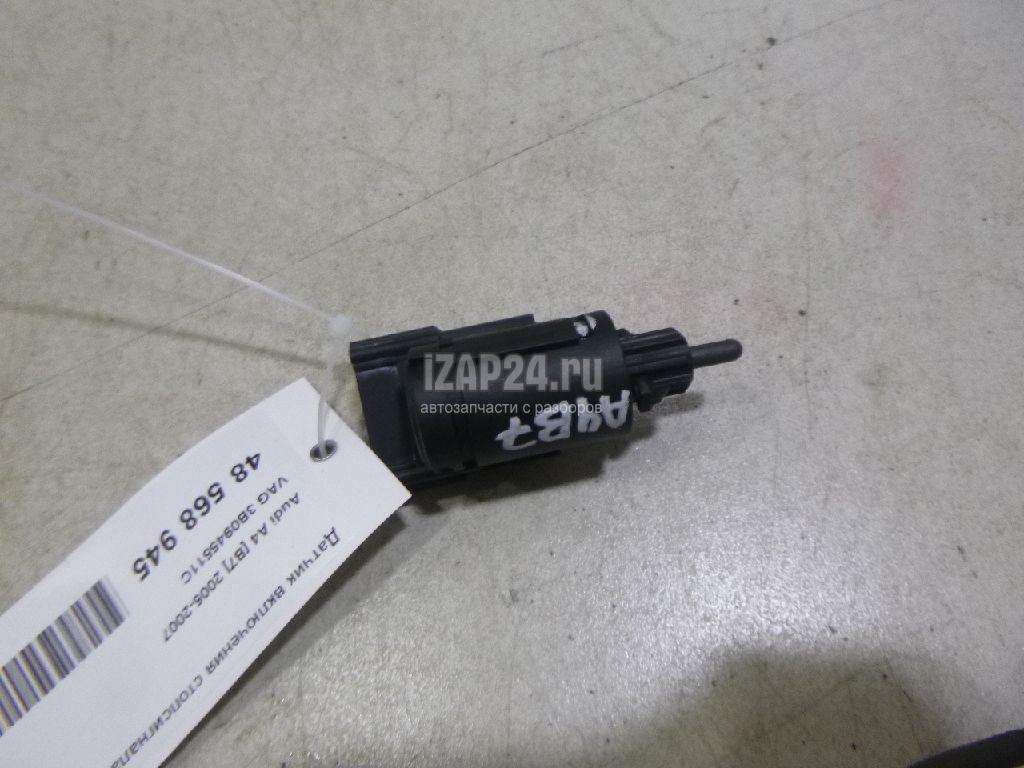 iZAP24.ru
автозапчасти с разборов
A4B7
Датчик включения стопсигнала
Audi A4 [B7] 2005-2007
VAG 3B0945511C
48 568 945